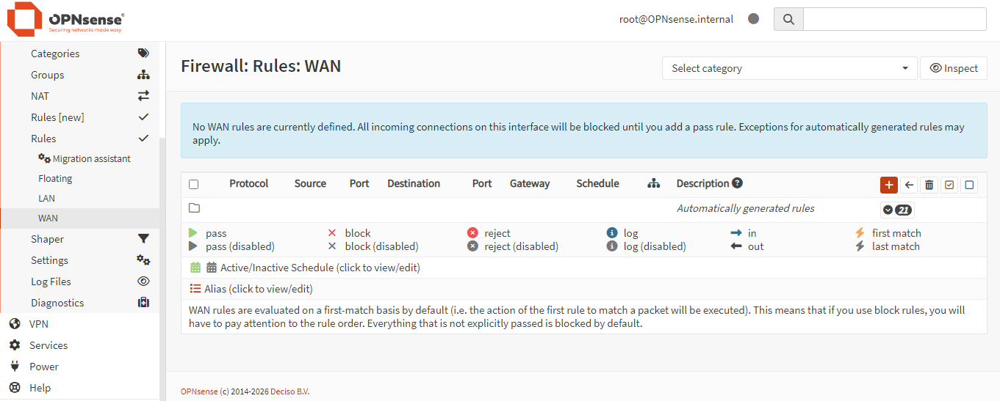 OPNsense®
Securing networks made easy
root@OPNsense.internal
Categories
Groups
NAT
Rules [new]
Rules
Migration assistant
Floating
LAN
WAN
Shaper
Settings
Log Files
Diagnostics
VPN
Services
Power
Help
Firewall: Rules: WAN
Select category
Inspect
No WAN rules are currently defined. All incoming connections on this interface will be blocked until you add a pass rule. Exceptions for automatically generated rules may
apply.
Protocol Source Port Destination Port Gateway Schedule Description
Automatically generated rules 21
pass block reject log in first match
pass (disabled) block (disabled) reject (disabled) log (disabled) out last match
Active/Inactive Schedule (click to view/edit)
Alias (click to view/edit)
WAN rules are evaluated on a first-match basis by default (i.e. the action of the first rule to match a packet will be executed). This means that if you use block rules, you will
have to pay attention to the rule order. Everything that is not explicitly passed is blocked by default.
OPNsense (c) 2014-2026 Deciso B.V.